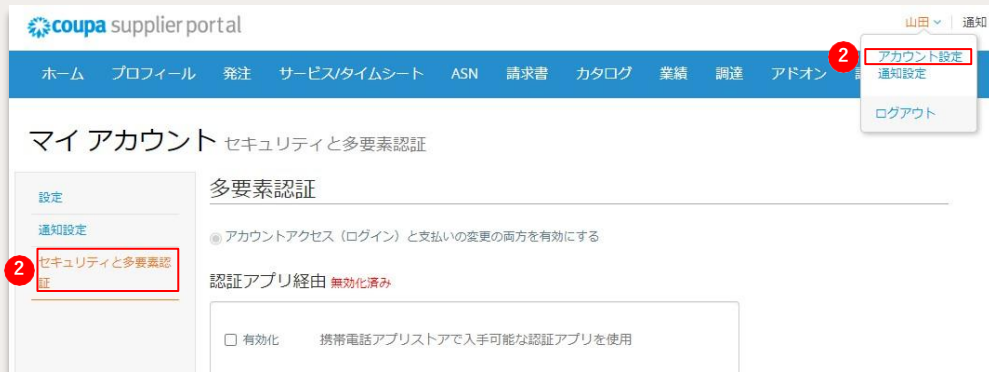 coupa supplier portal
山田 通知
ホーム プロフィール 発注 サービス/タイムシート ASN 請求書 カタログ 業績 調達 アドオン
2 アカウント設定
通知設定
ログアウト
マイ アカウント セキュリティと多要素認証
設定
通知設定
2 セキュリティと多要素認
証
多要素認証
アカウントアクセス（ログイン）と支払いの変更の両方を有効にする
認証アプリ経由 無効化済み
有効化 携帯電話アプリストアで入手可能な認証アプリを使用